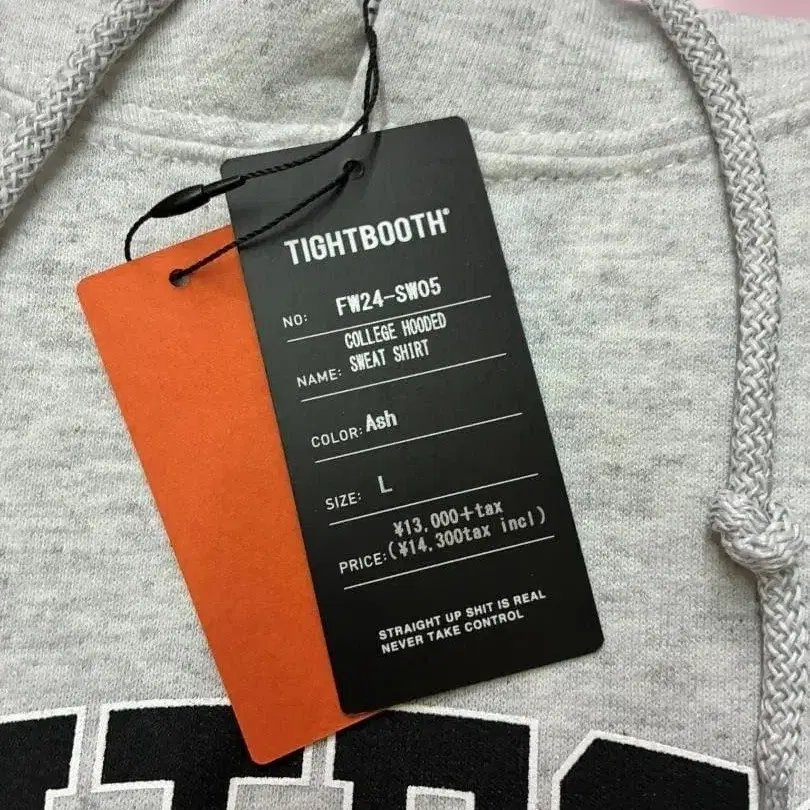 TIGHTBOOTH®
NO: FW24-SW05
COLLEGE HOODED
NAME: SWEAT SHIRT
COLOR: Ash
SIZE: L
¥13,000+tax
PRICE: (¥14,300tax incl)
STRAIGHT UP SHIT IS REAL
NEVER TAKE CONTROL